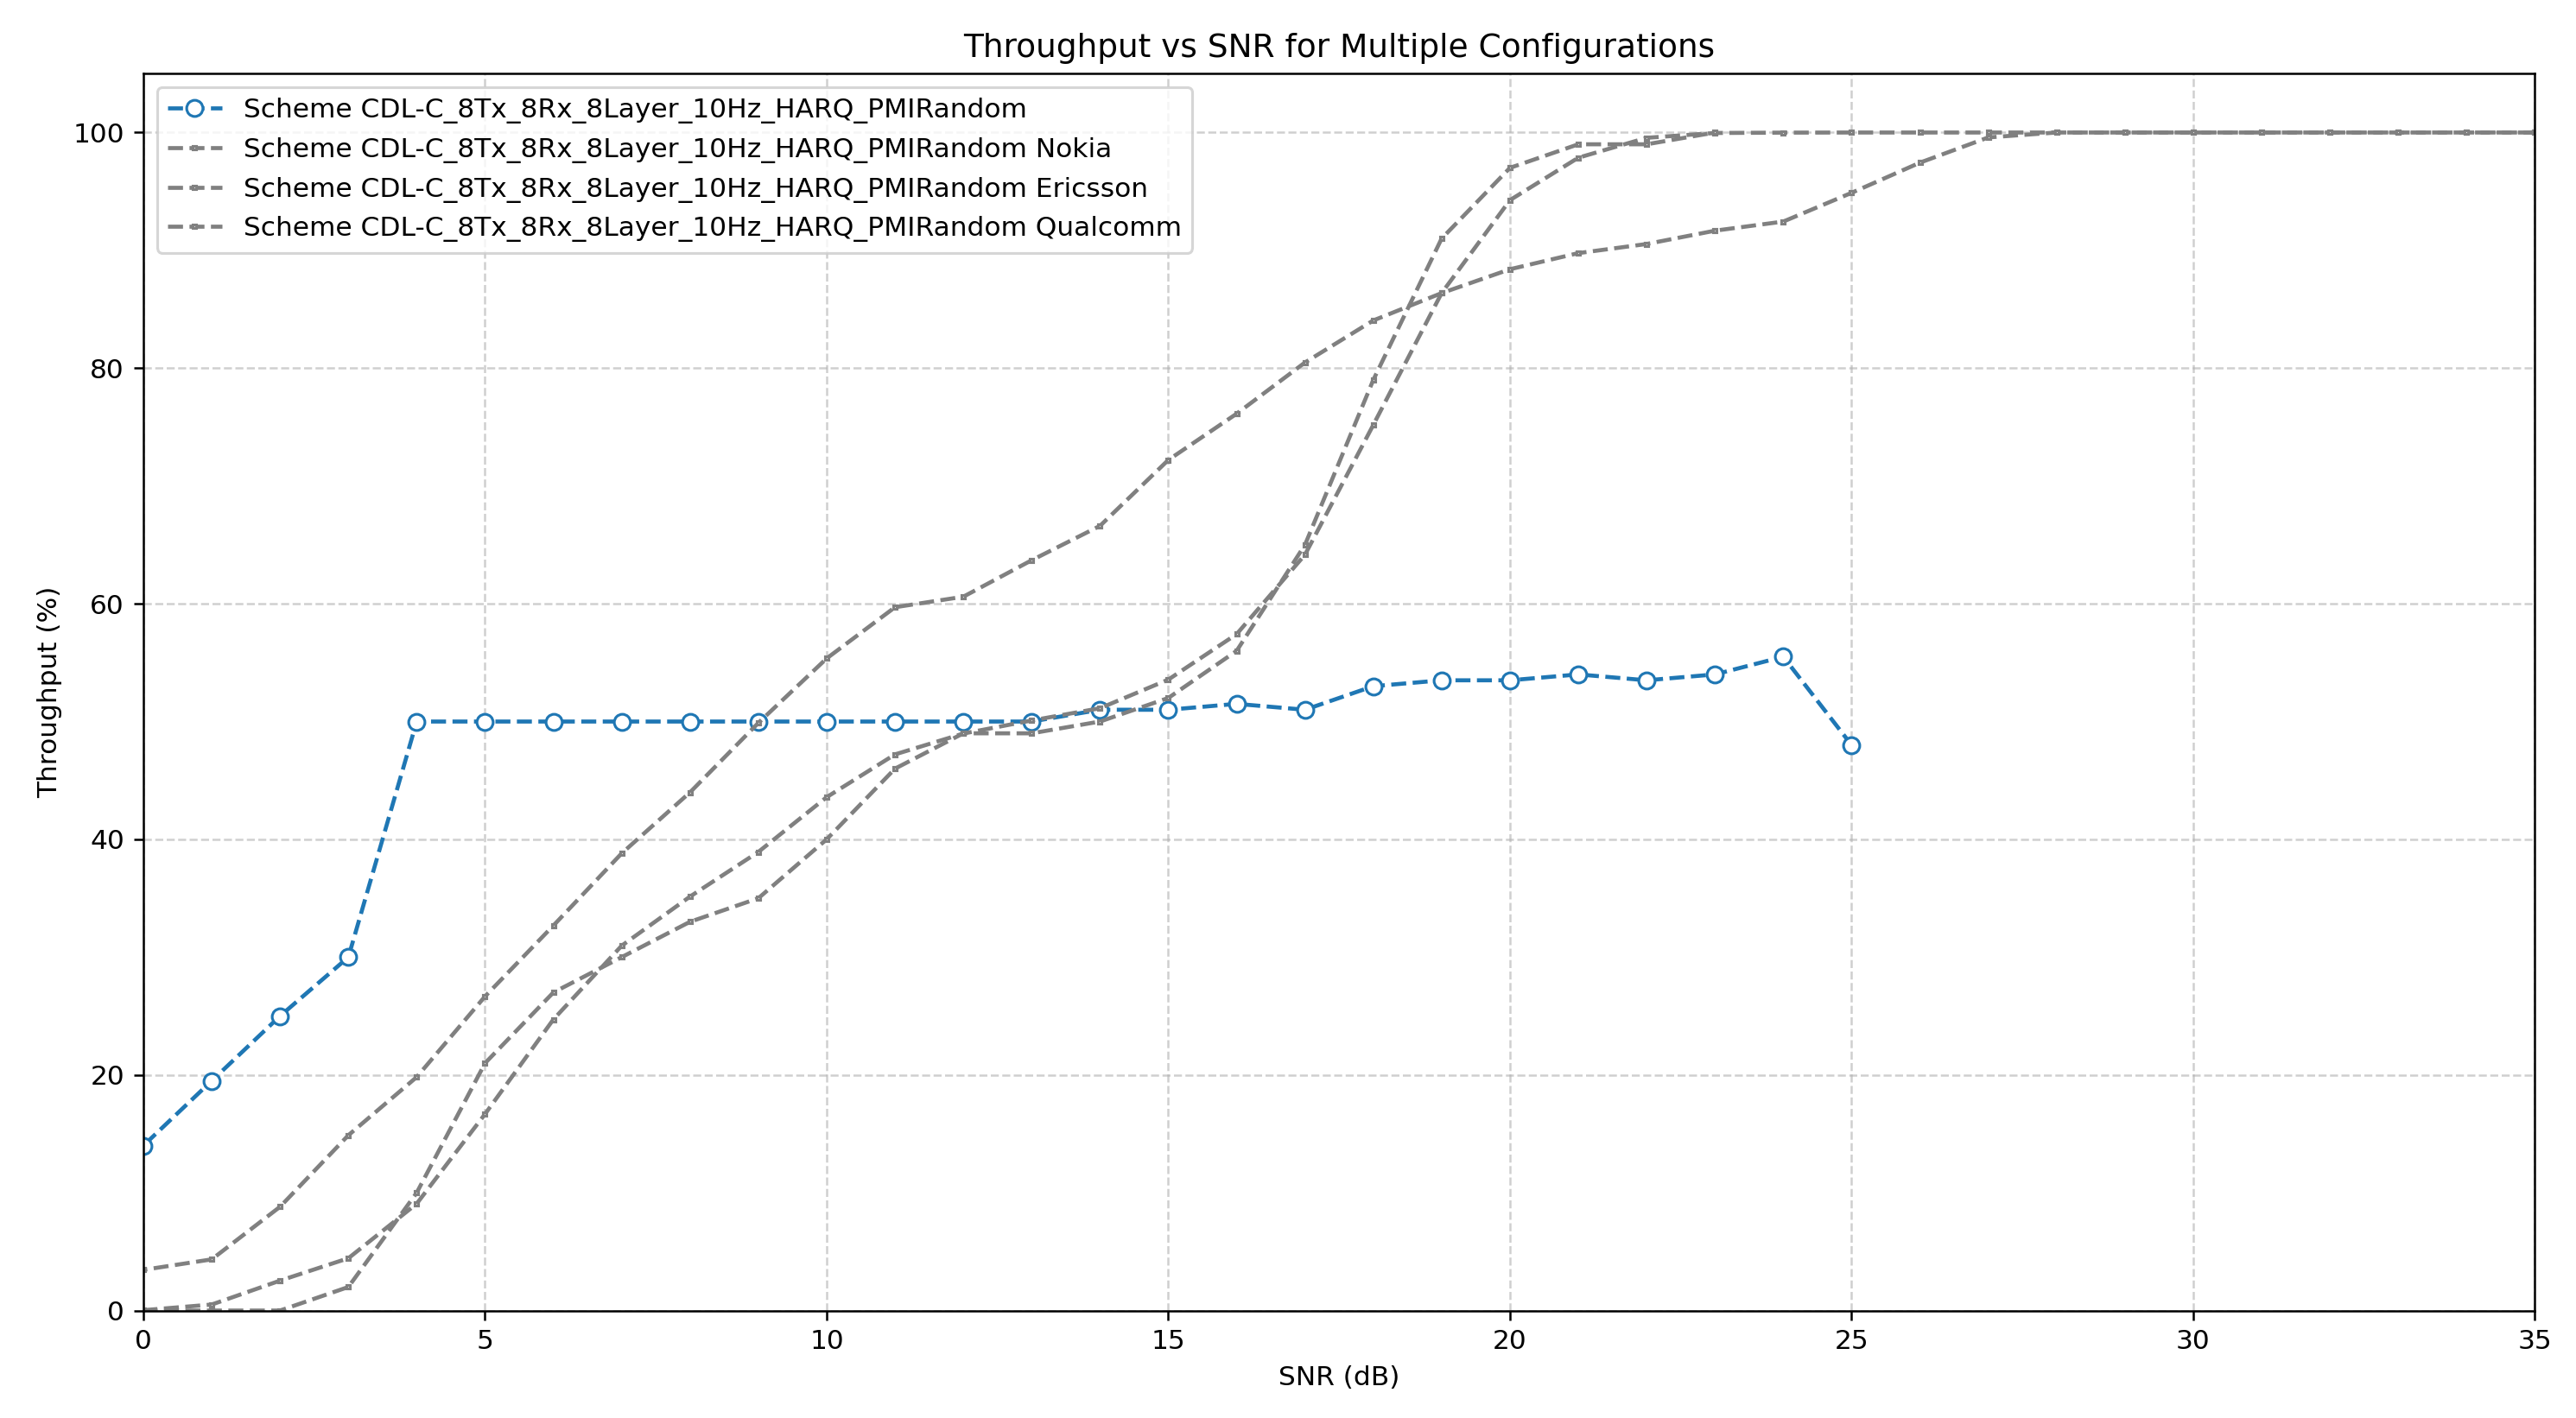 Throughput vs SNR for Multiple Configurations
Scheme CDL-C_8Tx_8Rx_8Layer_10Hz_HARQ_PMIRandom
Scheme CDL-C_8Tx_8Rx_8Layer_10Hz_HARQ_PMIRandom Nokia
Scheme CDL-C_8Tx_8Rx_8Layer_10Hz_HARQ_PMIRandom Ericsson
Scheme CDL-C_8Tx_8Rx_8Layer_10Hz_HARQ_PMIRandom Qualcomm
Throughput (%)
100
80
60
40
20
0
0 5 10 15 20 25 30 35
SNR (dB)